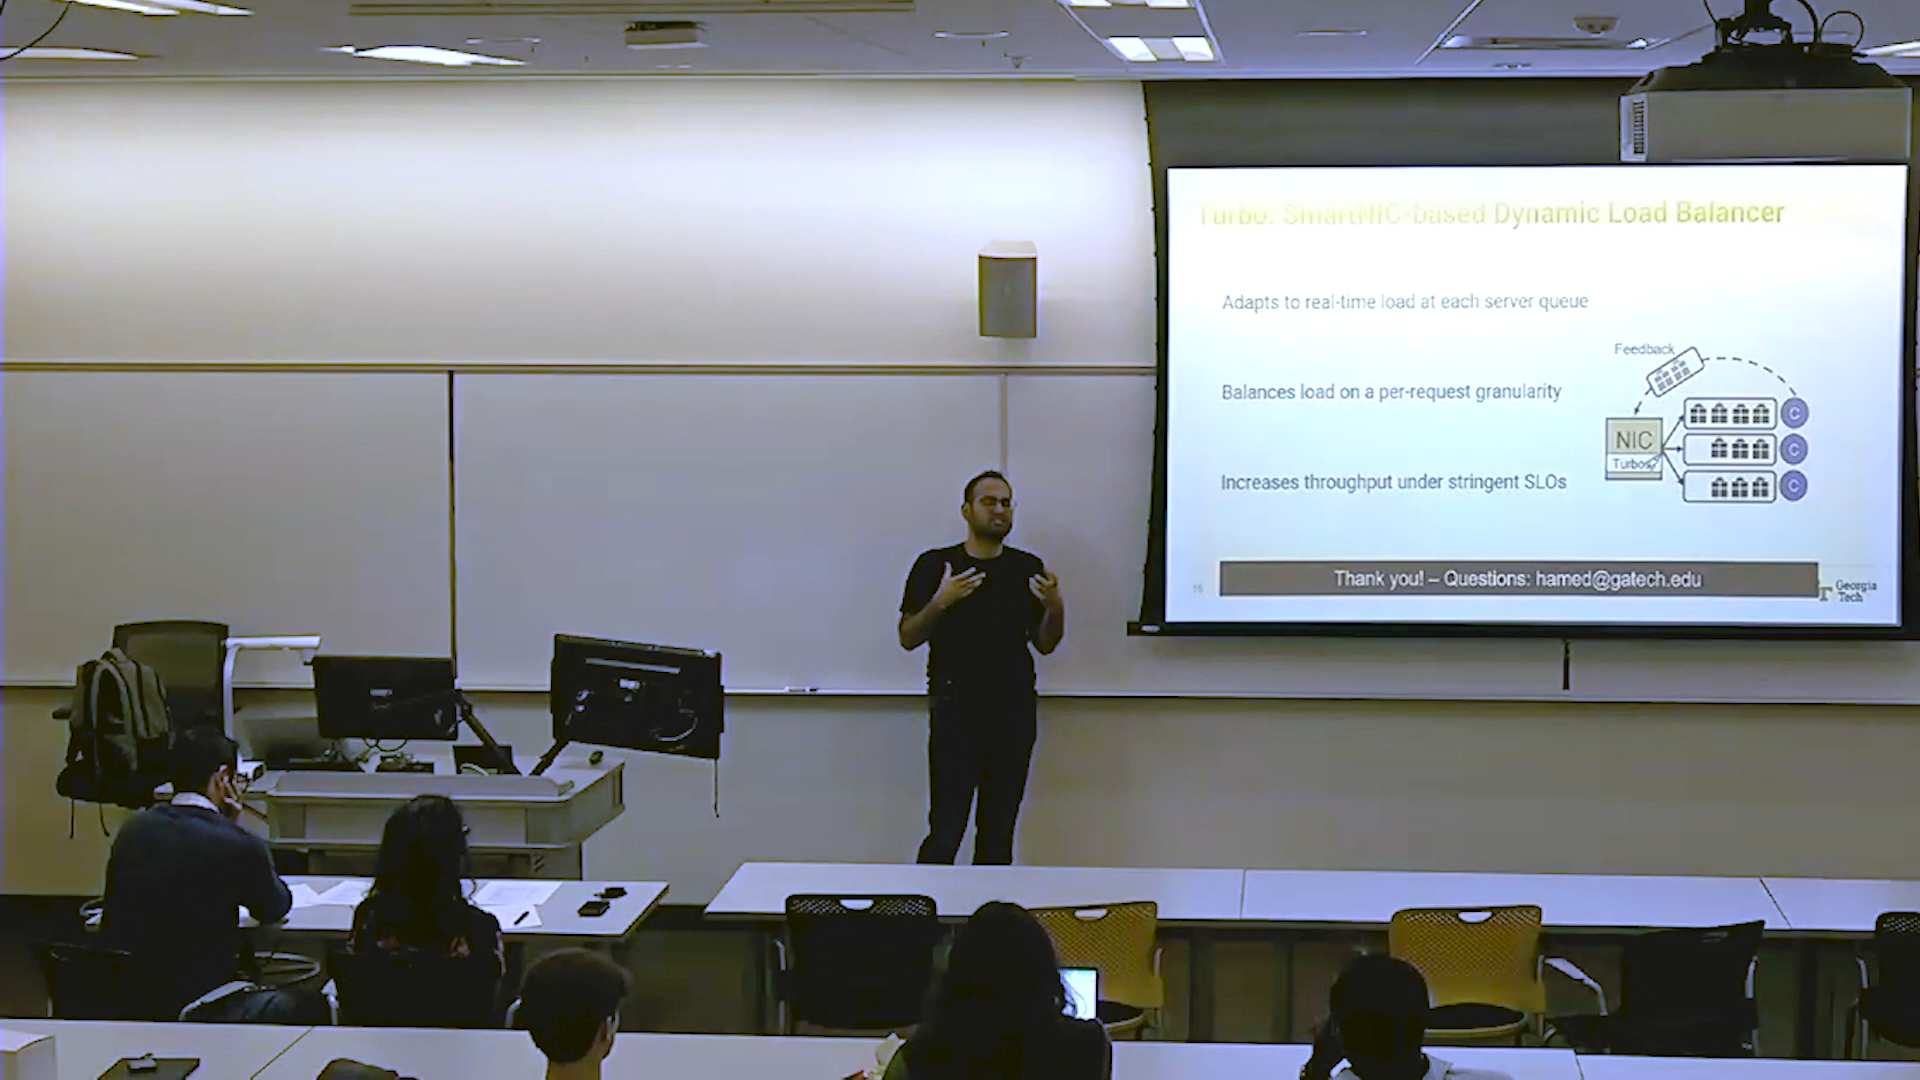 Turbo: SmartNIC-based Dynamic Load Balancer
Adapts to real-time load at each server queue
Feedback
Balances load on a per-request granularity
NIC
Turbo
C
C
C
Increases throughput under stringent SLOs
Thank you! – Questions: hamed@gatech.edu
15
Georgia
Tech